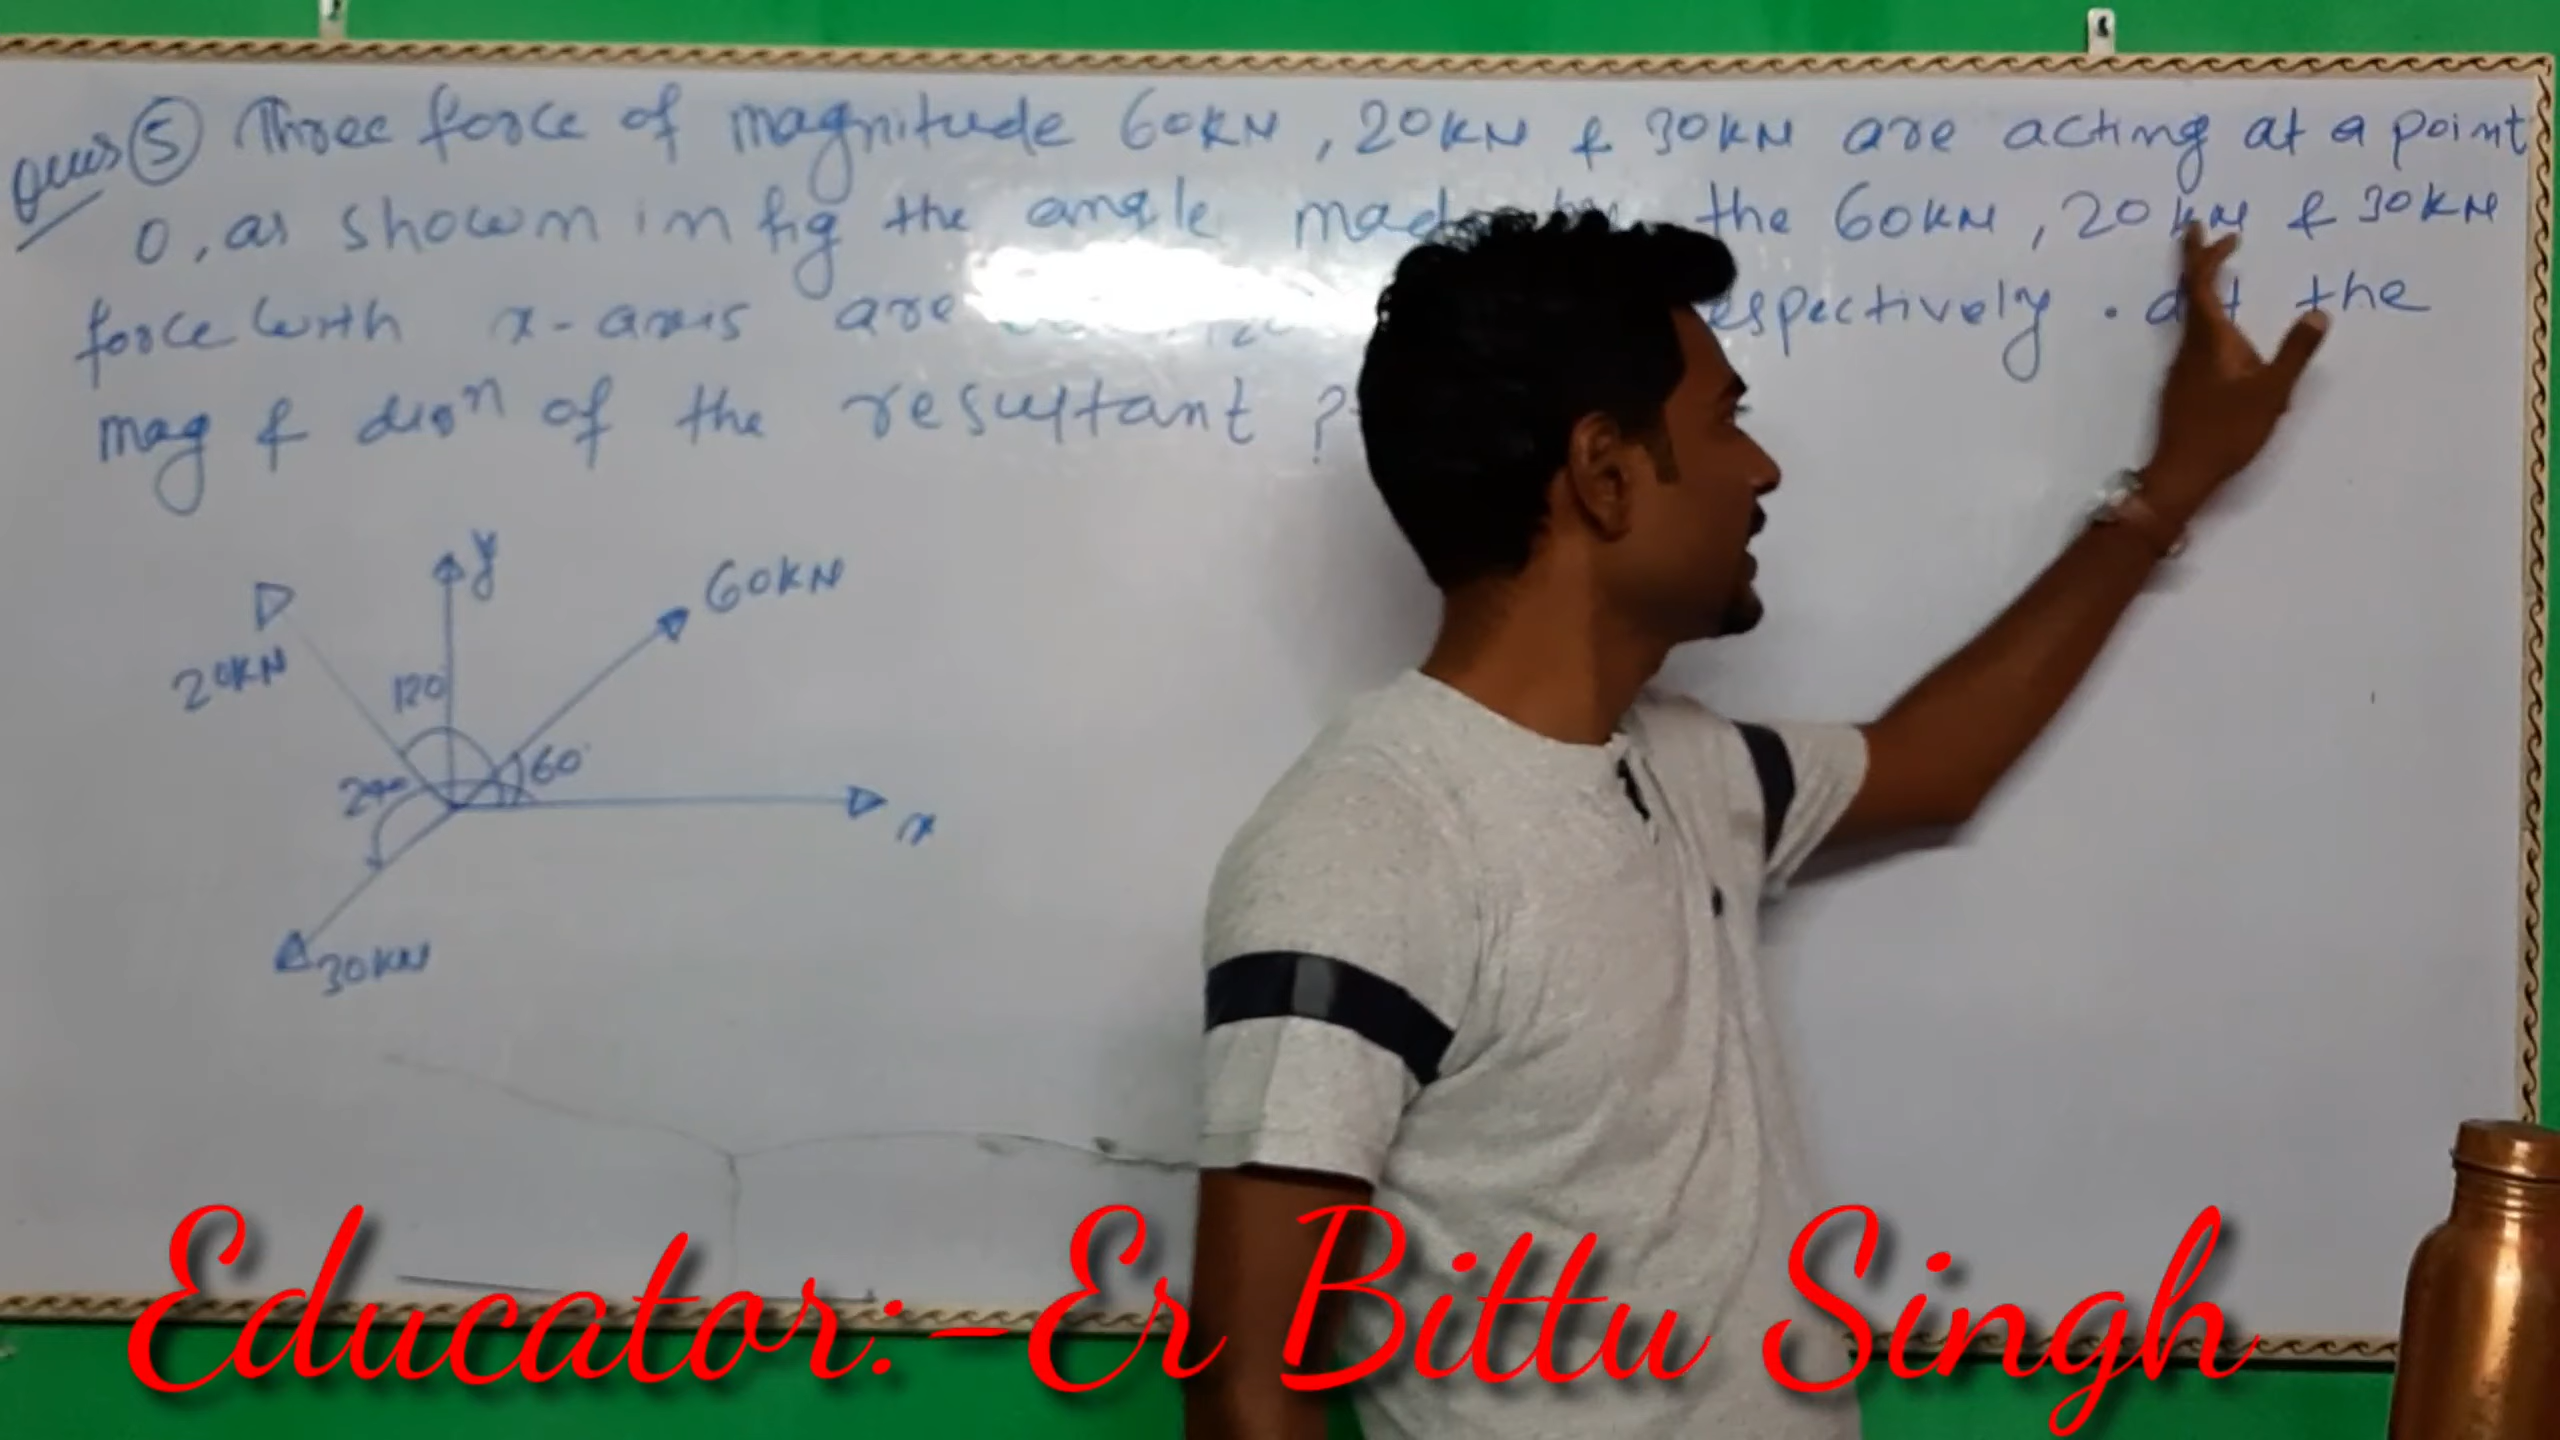 Ques (5) Three force of magnitude 60KN, 20KN & 30KN are acting at a point
O, as shown in fig the angle the 60KN, 20KN & 30KN
force with x-axis are respectively. the
mag & dirn of the resultant ?
y
60KN
20KN
120
60°
x
30KN
Educator:-Er Bittu Singh